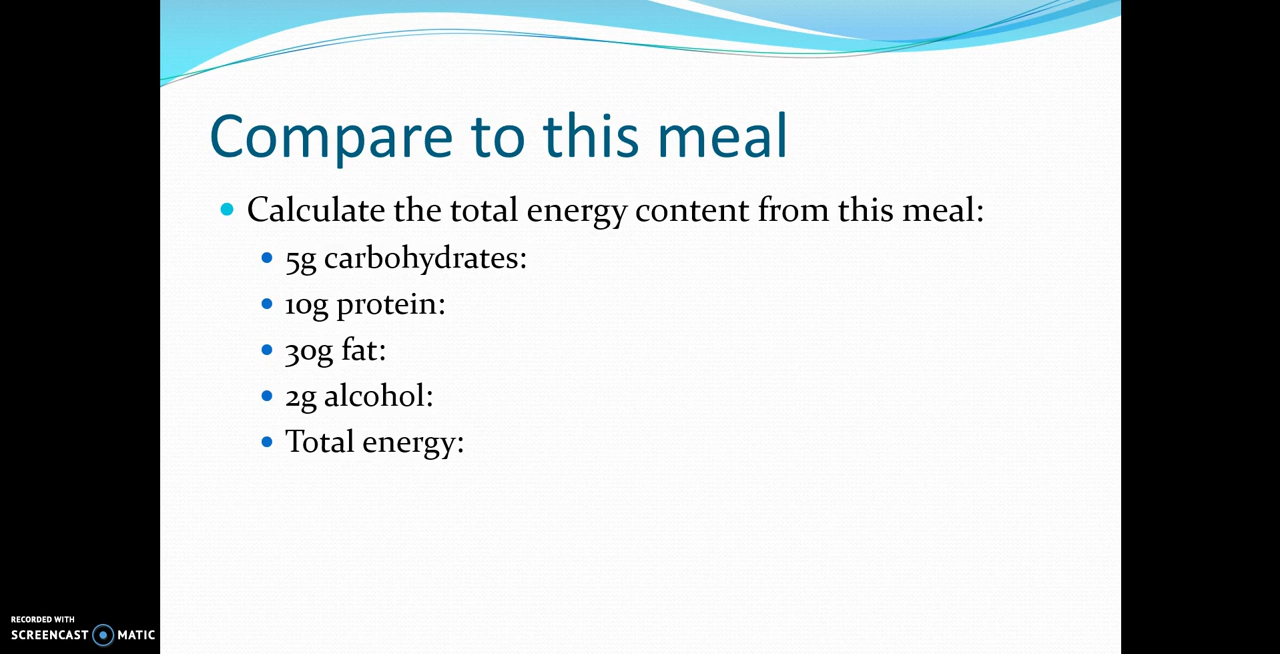 Compare to this meal
Calculate the total energy content from this meal:
5g carbohydrates:
10g protein:
30g fat:
2g alcohol:
Total energy:
RECORDED WITH
SCREENCAST MATIC